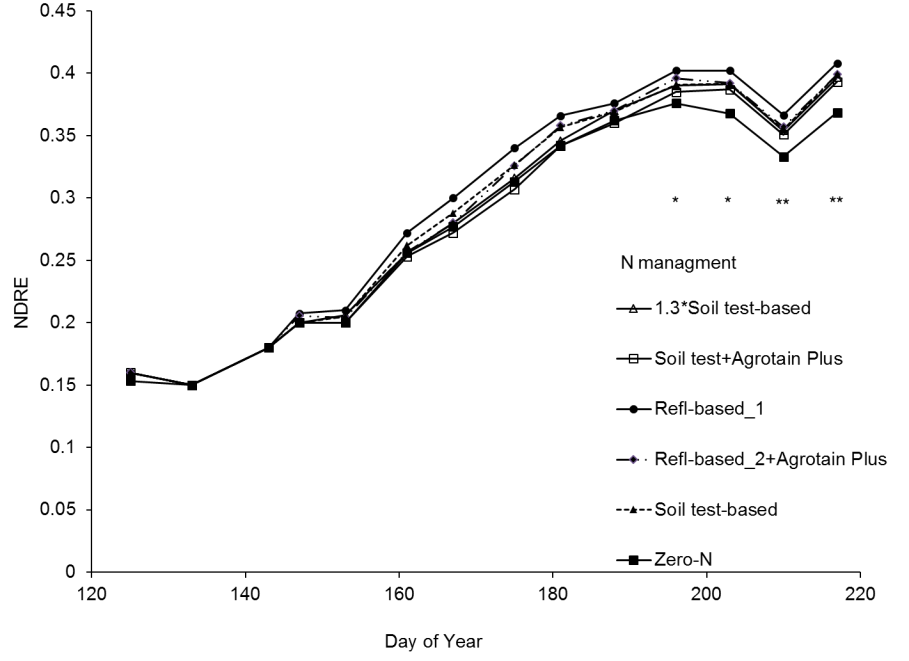 0.45
0.4
0.35
0.3
0.25
0.2
0.15
0.1
0.05
0
NDRE
120 140 160 180 200 220
Day of Year
* * ** **
N managment
1.3*Soil test-based
Soil test+Agrotain Plus
Refl-based_1
Refl-based_2+Agrotain Plus
Soil test-based
Zero-N